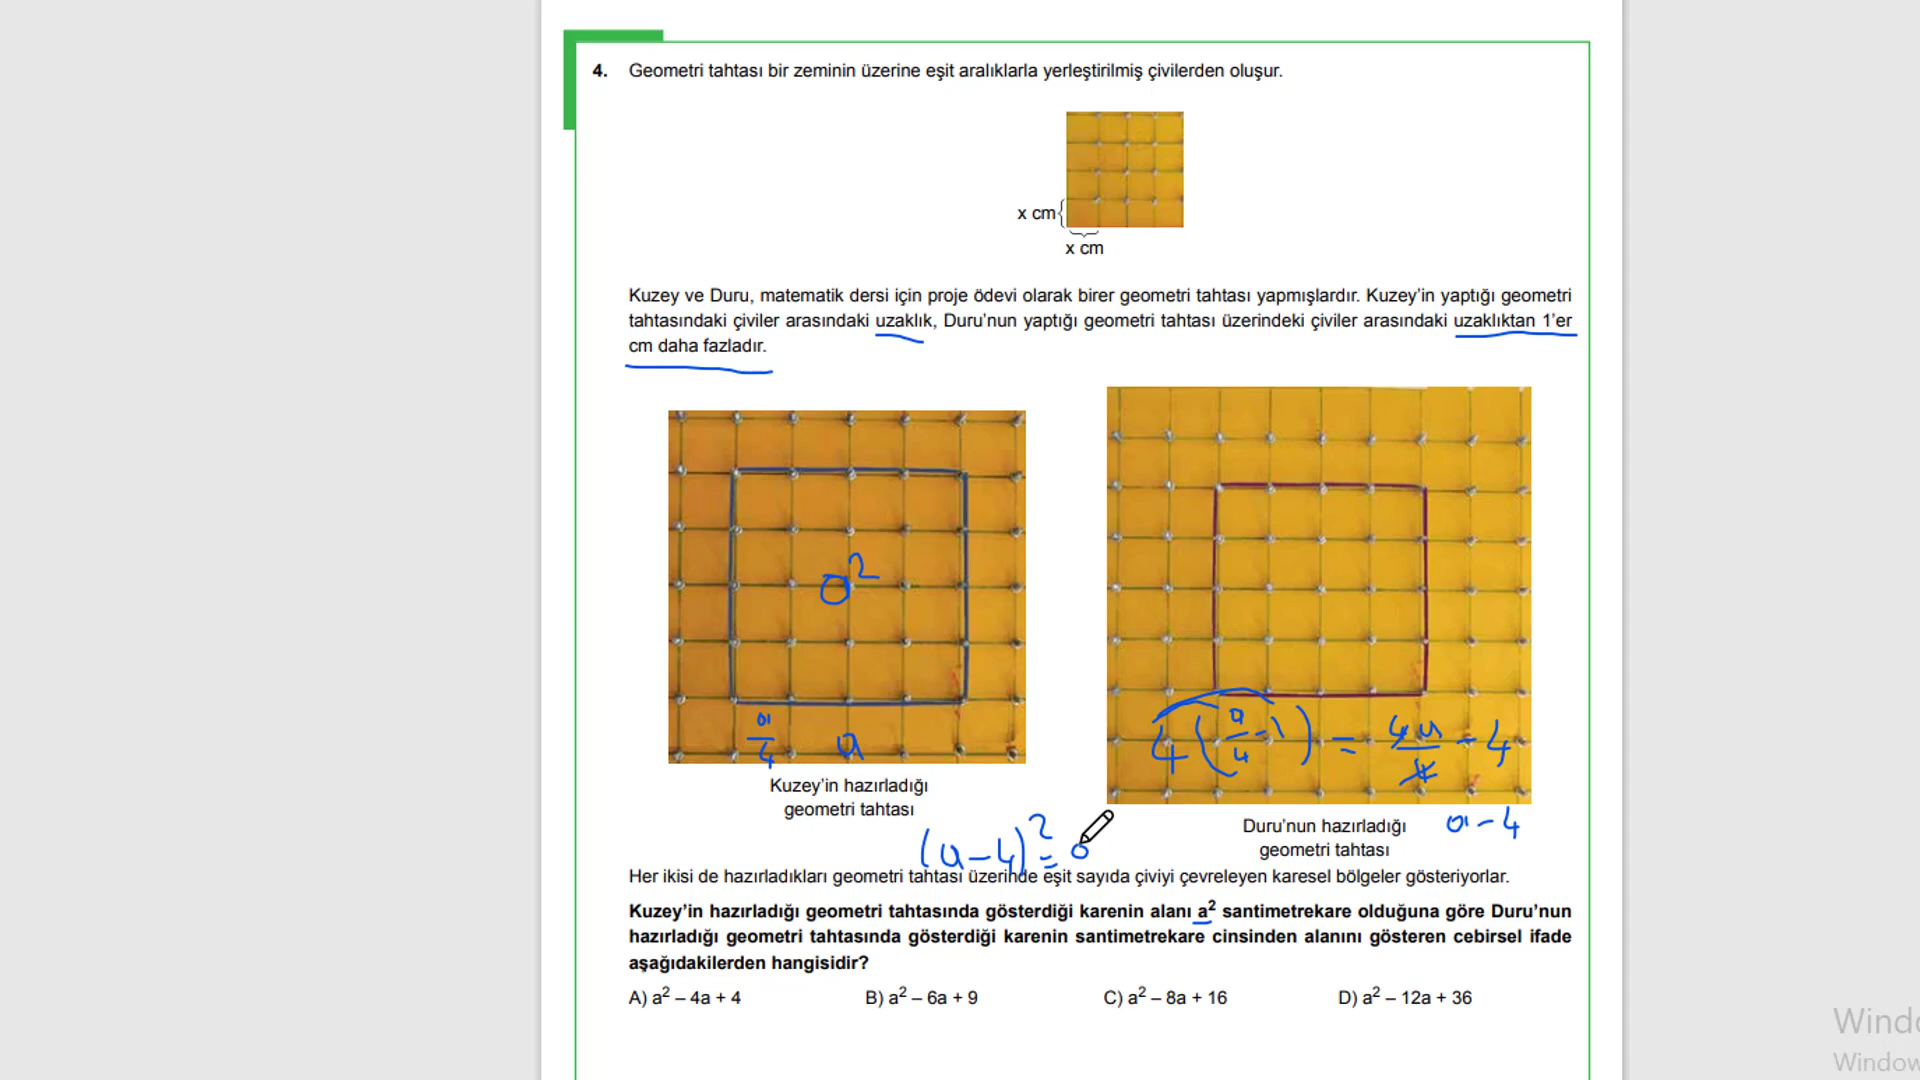 4. Geometri tahtası bir zeminin üzerine eşit aralıklarla yerleştirilmiş çivilerden oluşur.
x cm
x cm
Kuzey ve Duru, matematik dersi için proje ödevi olarak birer geometri tahtası yapmışlardır. Kuzey’in yaptığı geometri
tahtasındaki çiviler arasındaki uzaklık, Duru’nun yaptığı geometri tahtası üzerindeki çiviler arasındaki uzaklıktan 1’er
cm daha fazladır.
a²
a/4
a
4(a/4 - 1) = 4a/4 - 4
Kuzey’in hazırladığı
geometri tahtası
Duru’nun hazırladığı
geometri tahtası
a - 4
(a-4)² =
Her ikisi de hazırladıkları geometri tahtası üzerinde eşit sayıda çiviyi çevreleyen karesel bölgeler gösteriyorlar.
Kuzey’in hazırladığı geometri tahtasında gösterdiği karenin alanı a² santimetrekare olduğuna göre Duru’nun
hazırladığı geometri tahtasında gösterdiği karenin santimetrekare cinsinden alanını gösteren cebirsel ifade
aşağıdakilerden hangisidir?
A) a² – 4a + 4 B) a² – 6a + 9 C) a² – 8a + 16 D) a² – 12a + 36
Window